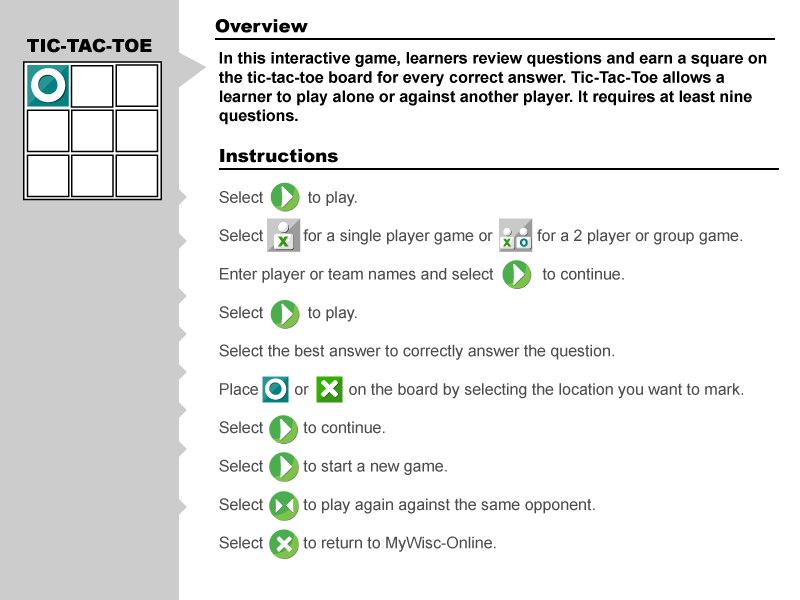 TIC-TAC-TOE
Overview
In this interactive game, learners review questions and earn a square on
the tic-tac-toe board for every correct answer. Tic-Tac-Toe allows a
learner to play alone or against another player. It requires at least nine
questions.
Instructions
Select to play.
Select X for a single player game or X O for a 2 player or group game.
Enter player or team names and select to continue.
Select to play.
Select the best answer to correctly answer the question.
Place O or X on the board by selecting the location you want to mark.
Select to continue.
Select to start a new game.
Select to play again against the same opponent.
Select to return to MyWisc-Online.